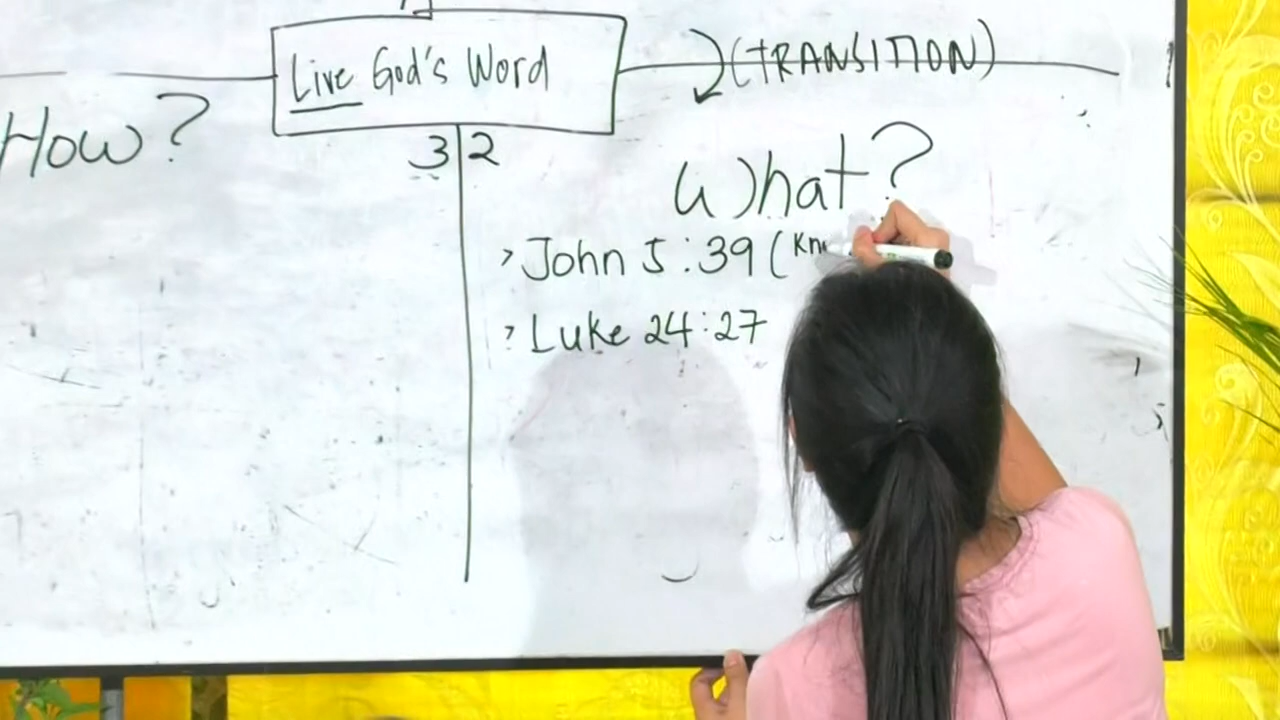 Live God's Word
(TRANSITION)
How?
3 2
What?
› John 5:39 (
› Luke 24:27